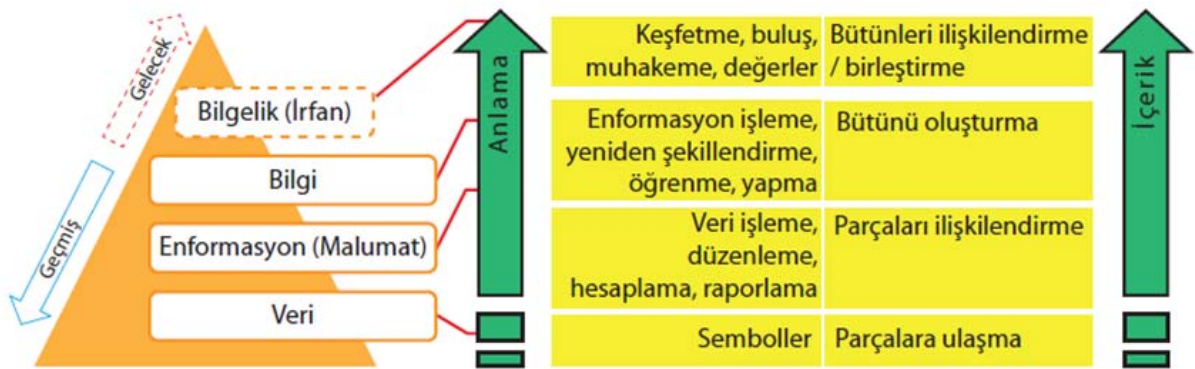 Gelecek
Geçmiş
Bilgelik (İrfan)
Bilgi
Enformasyon (Malumat)
Veri
Anlama
Keşfetme, buluş,
muhakeme, değerler
Bütünleri ilişkilendirme
/ birleştirme
Enformasyon işleme,
yeniden şekillendirme,
öğrenme, yapma
Bütünü oluşturma
Veri işleme,
düzenleme,
hesaplama, raporlama
Parçaları ilişkilendirme
Semboller
Parçalara ulaşma
İçerik